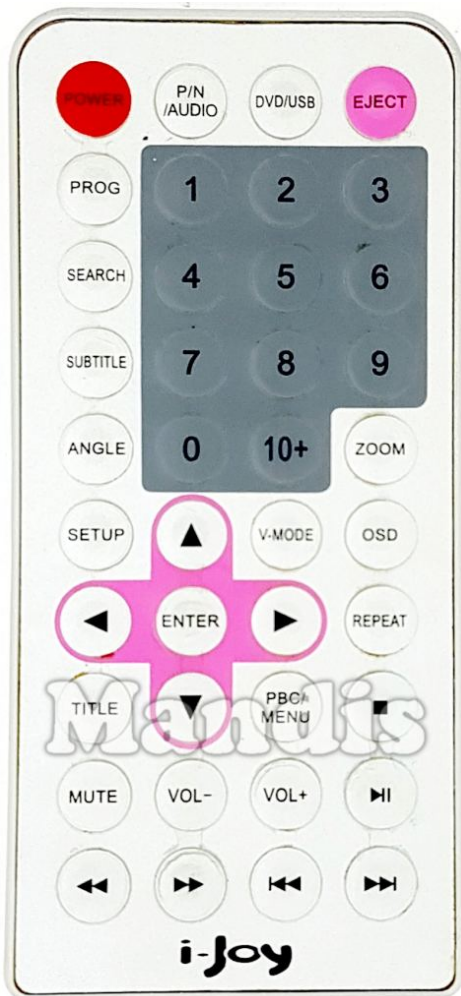 POWER P/N DVD/USB EJECT
/AUDIO
PROG 1 2 3
SEARCH 4 5 6
SUBTITLE 7 8 9
ANGLE 0 10+ ZOOM
SETUP V-MODE OSD
ENTER REPEAT
TITLE PBC/ MENU
Mandis
MUTE VOL- VOL+
i-Joy